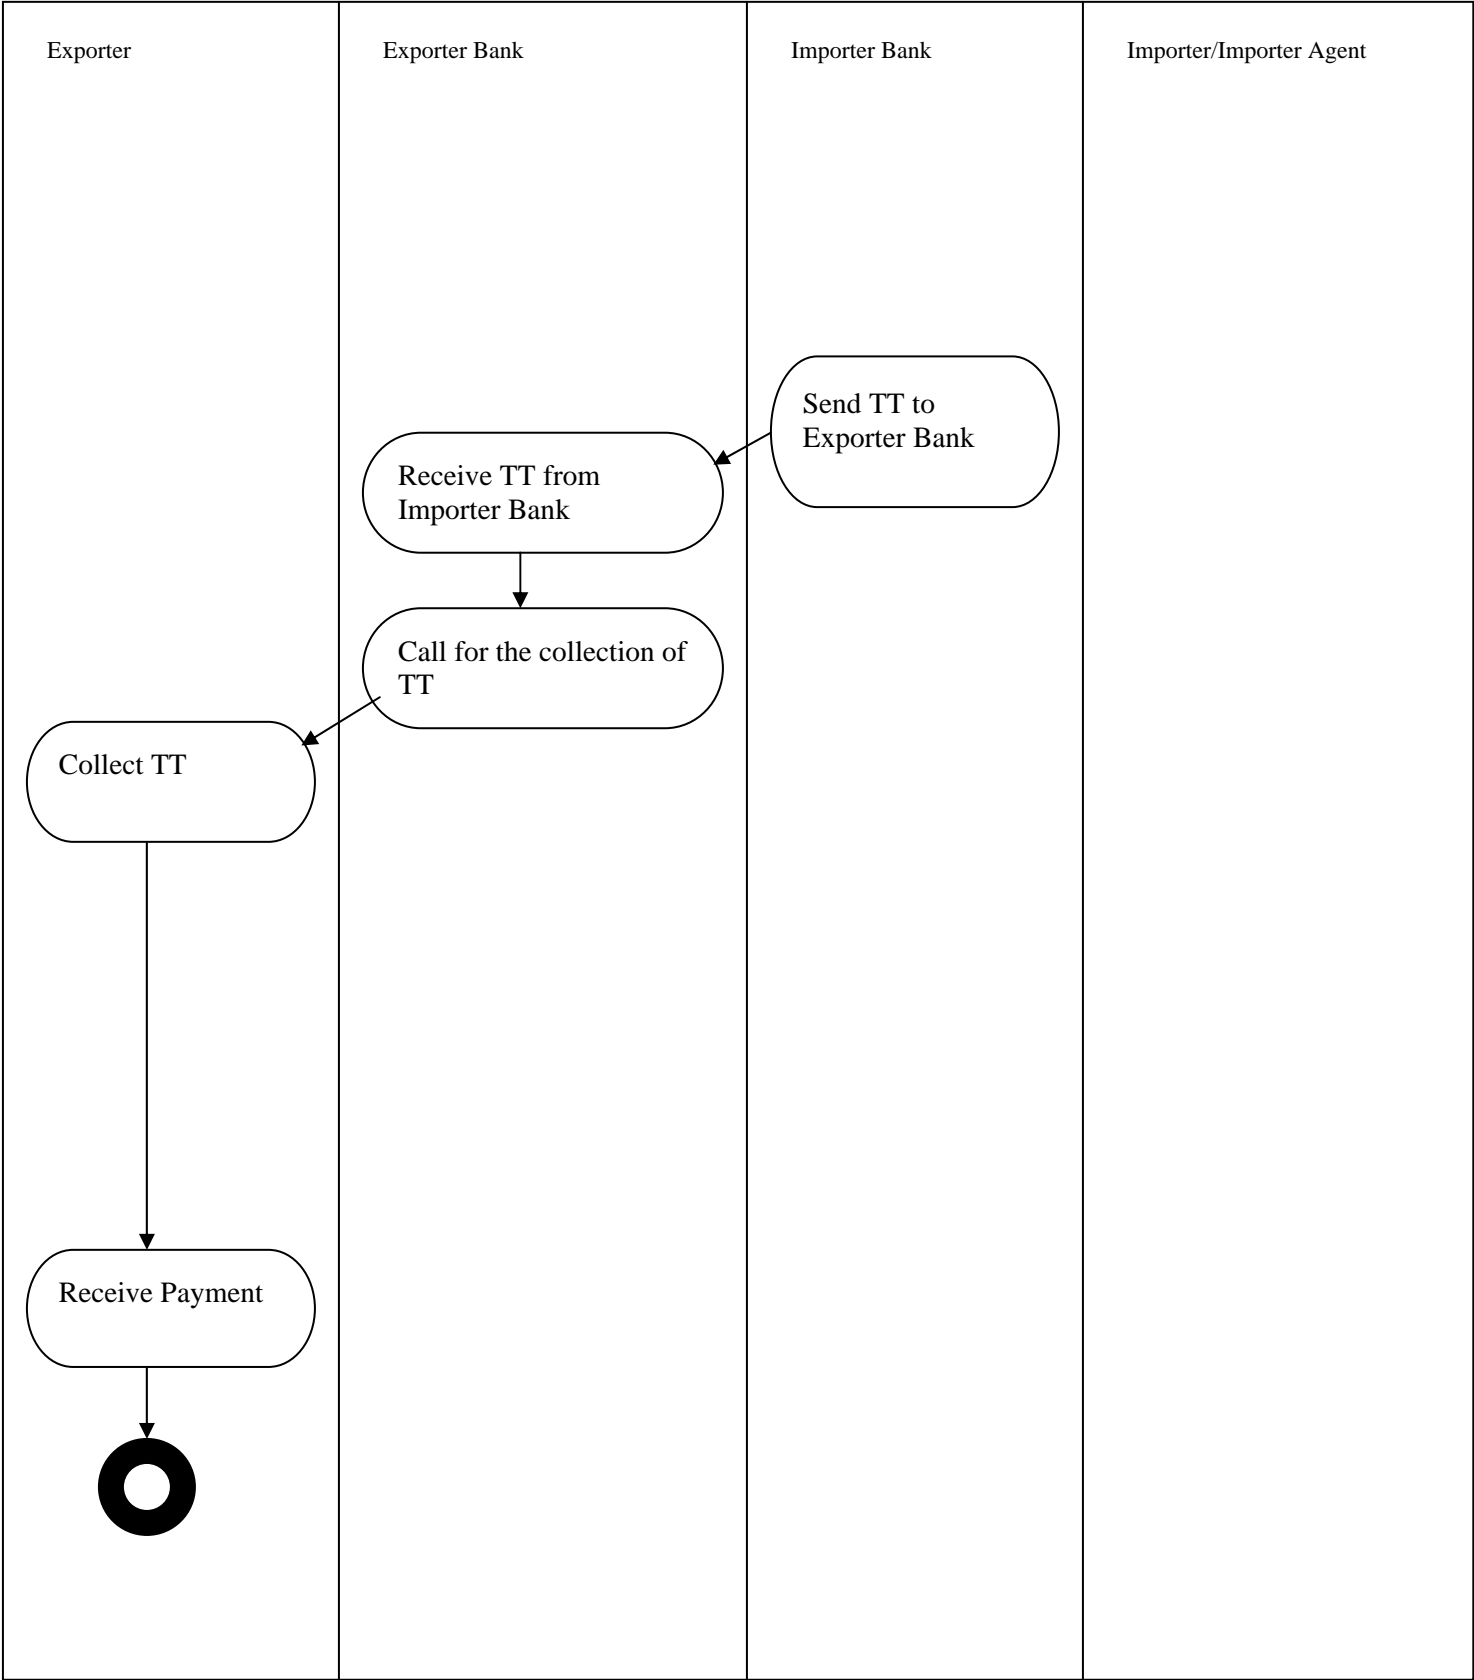 Exporter
Exporter Bank
Importer Bank
Importer/Importer Agent
Send TT to
Exporter Bank
Receive TT from
Importer Bank
Call for the collection of
TT
Collect TT
Receive Payment